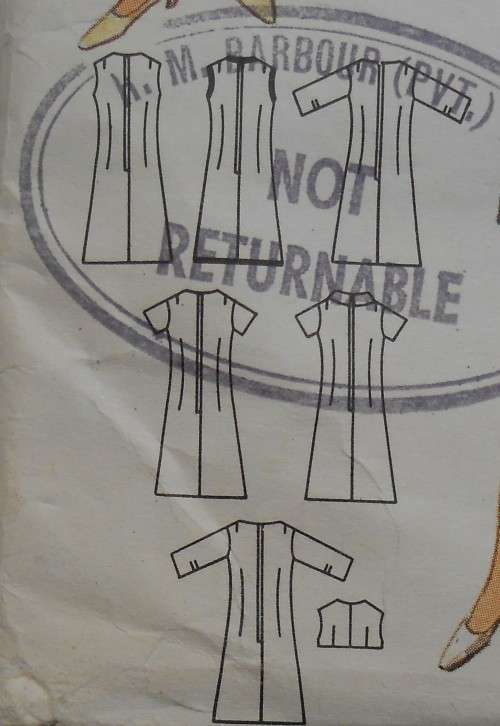 H. M. BARBOUR (PVT.)
NOT
RETURNABLE